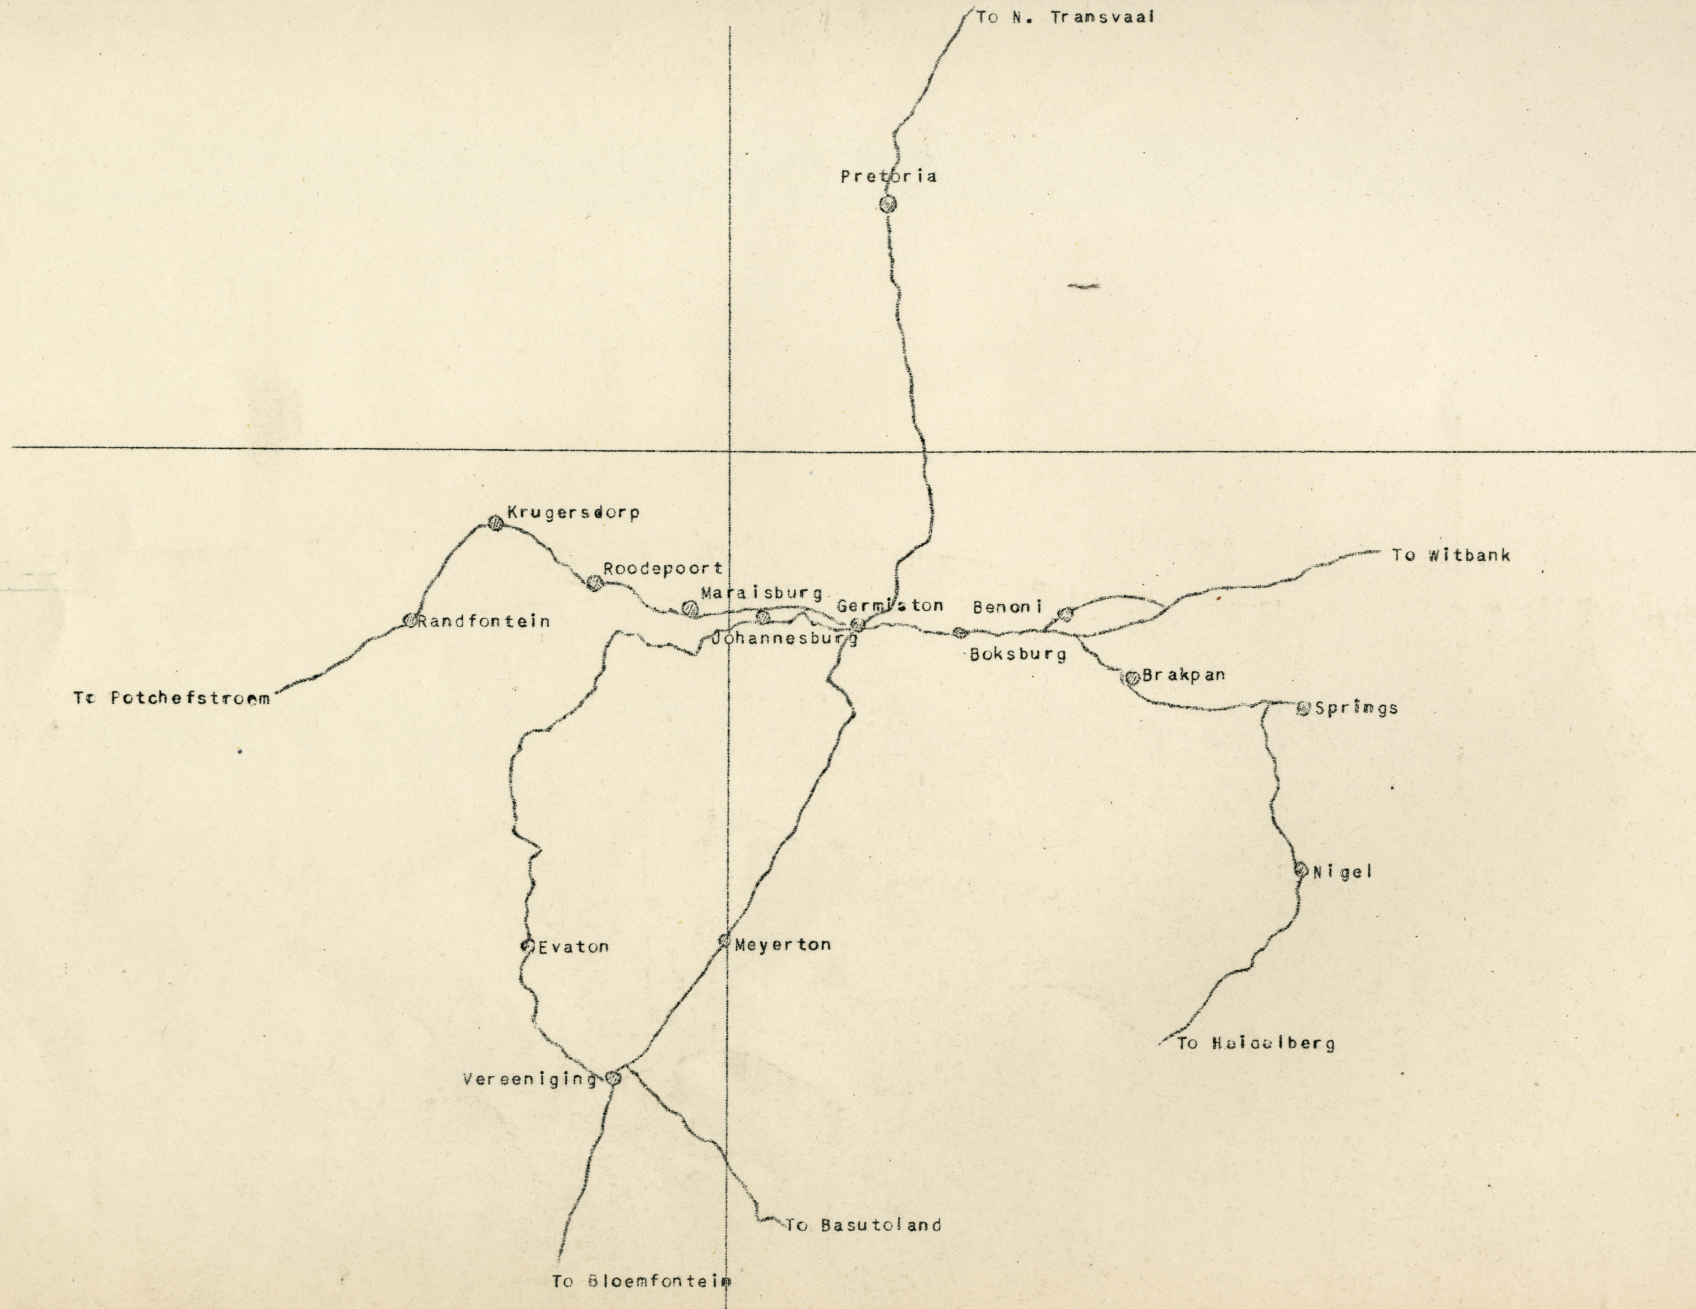 To N. Transvaal
Pretoria
Krugersdorp
To Witbank
Roodepoort
Maraisburg
Germiston
Benoni
Randfontein
Johannesburg
Boksburg
Brakpan
To Potchefstroom
Springs
Nigel
Evaton
Meyerton
To Heidelberg
Vereeniging
To Basutoland
To Bloemfontein